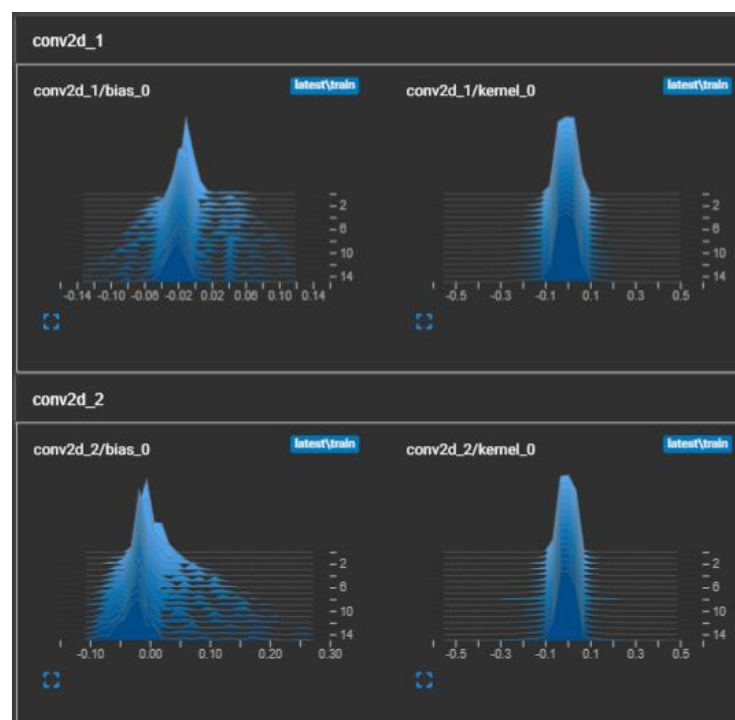 conv2d_1
conv2d_1/bias_0
latest\train
2
6
10
14
-0.14 -0.10 -0.06 -0.02 0.02 0.06 0.10 0.14
conv2d_1/kernel_0
latest\train
2
6
10
14
-0.5 -0.3 -0.1 0.1 0.3 0.5
conv2d_2
conv2d_2/bias_0
latest\train
2
6
10
14
-0.10 0.00 0.10 0.20 0.30
conv2d_2/kernel_0
latest\train
2
6
10
14
-0.5 -0.3 -0.1 0.1 0.3 0.5